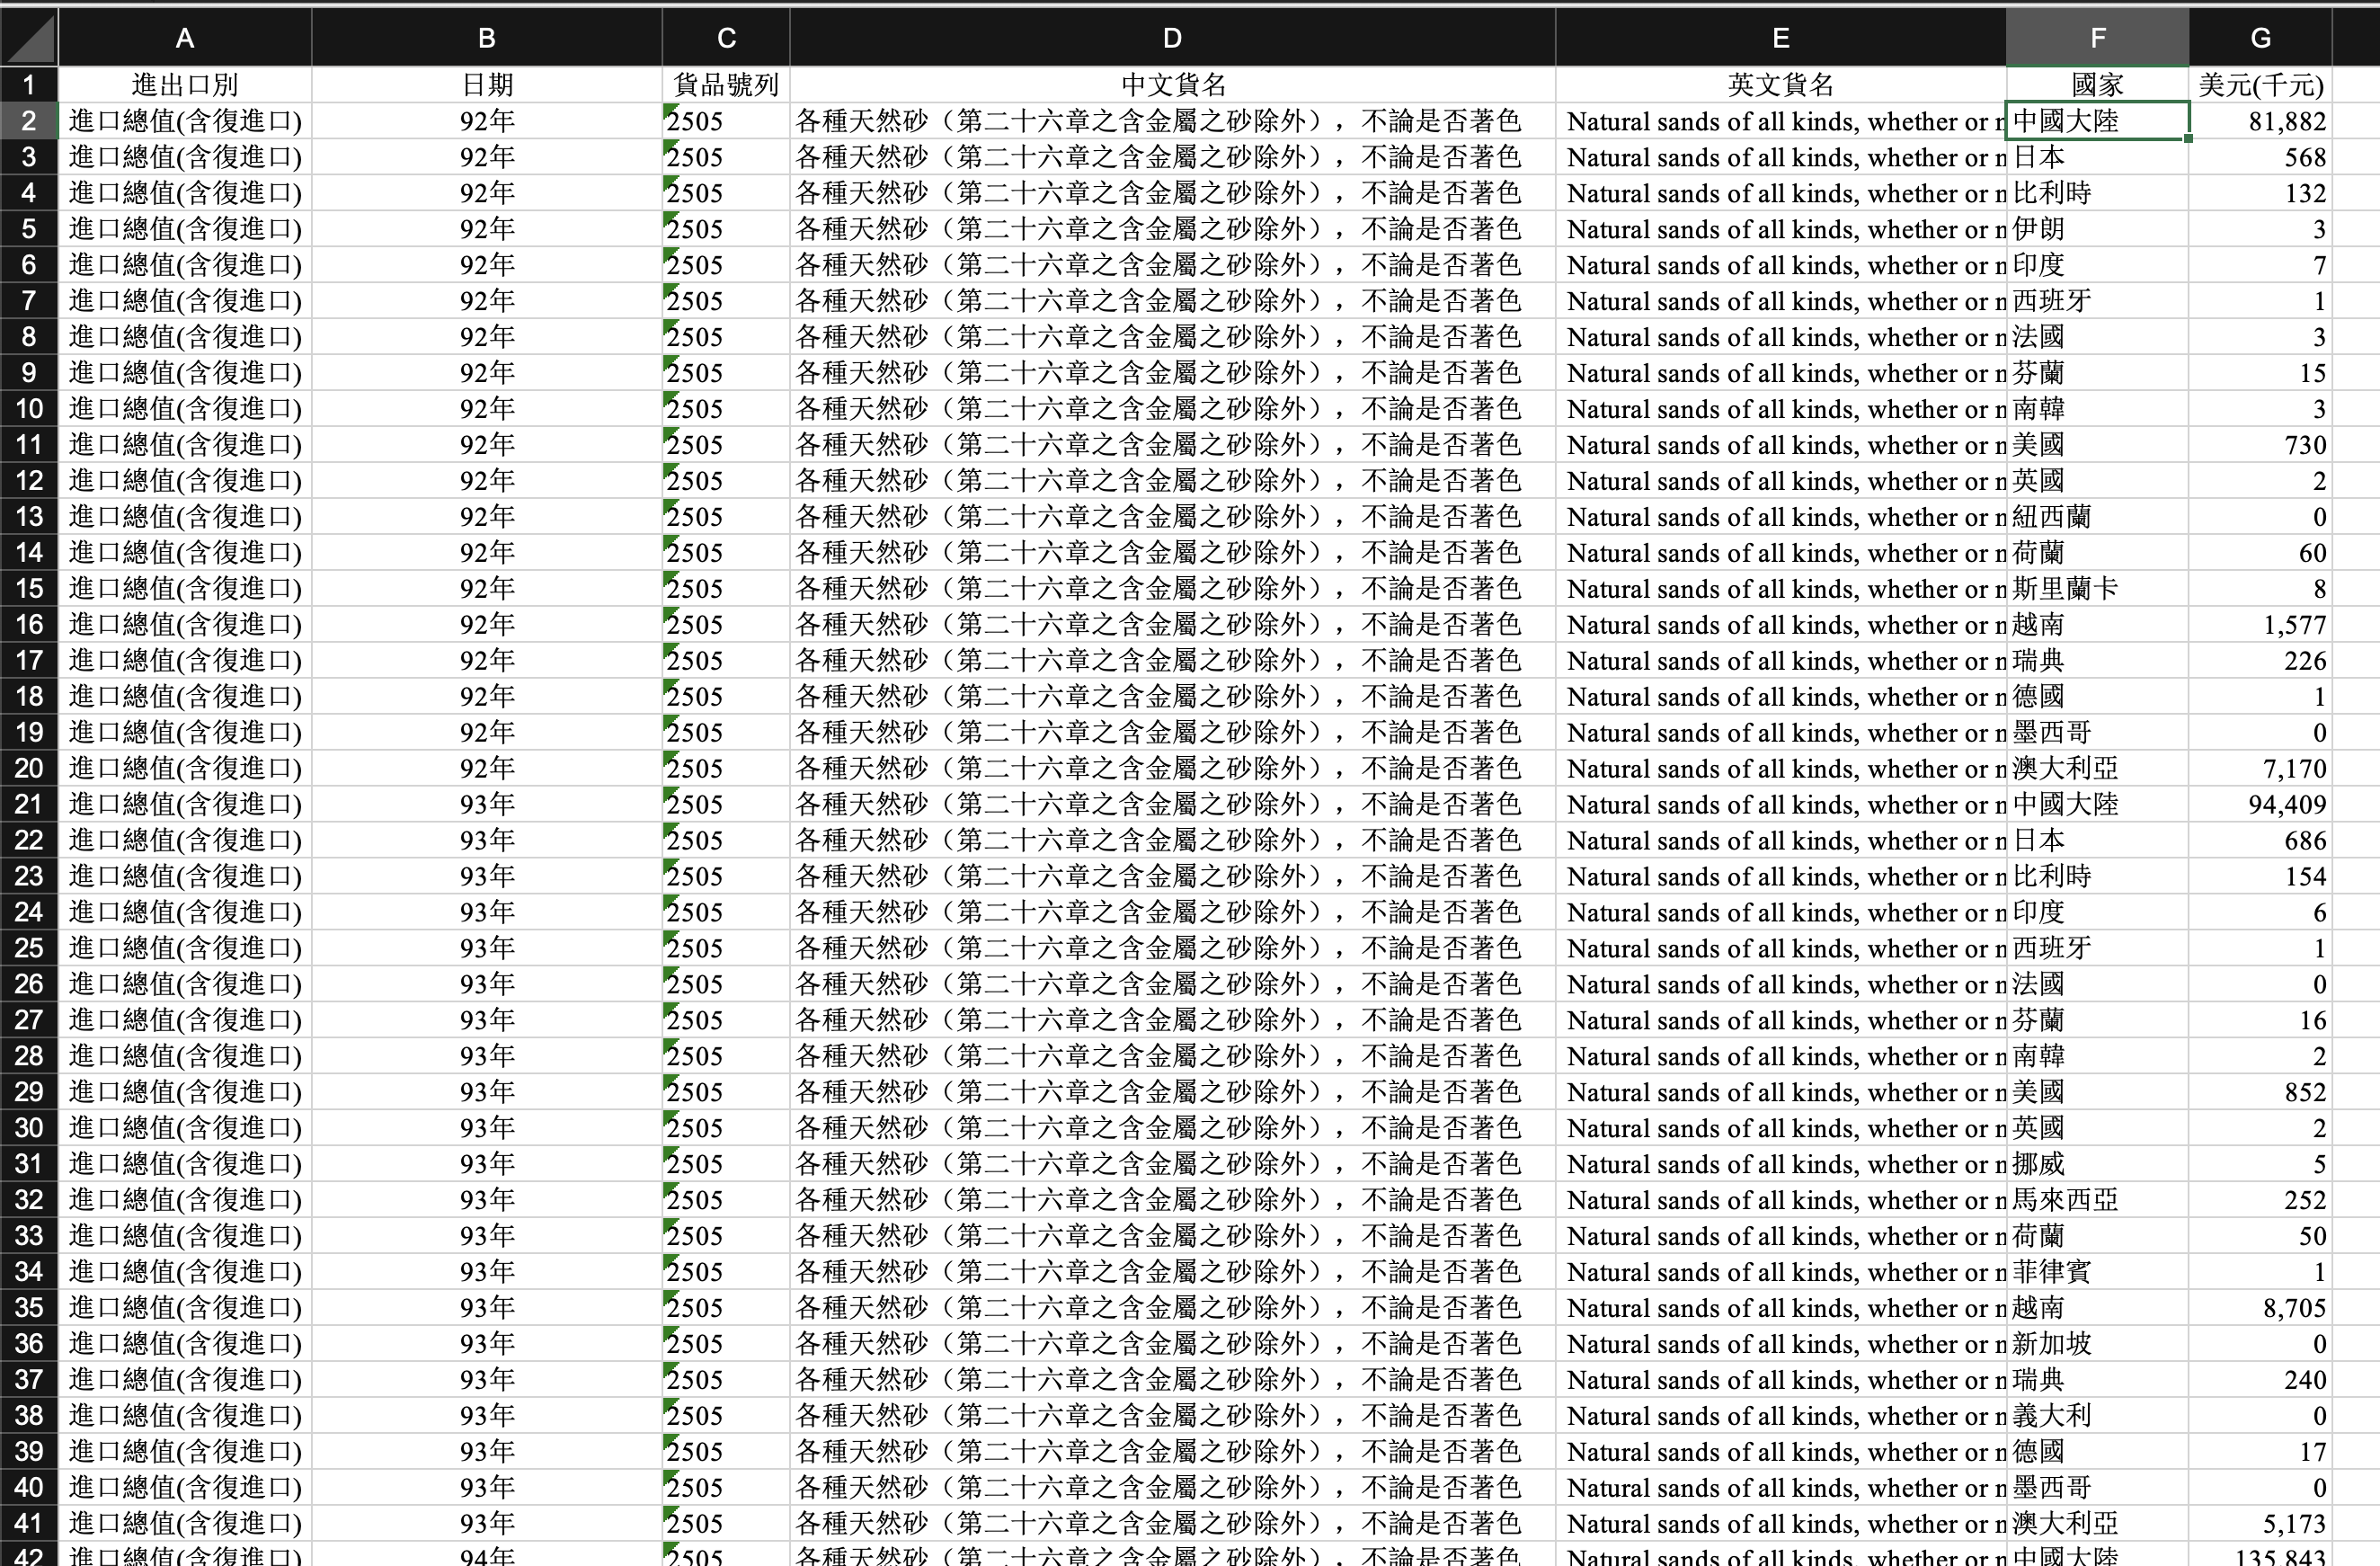 A B C D E F G
1 進出口別 日期 貨品號列 中文貨名 英文貨名 國家 美元(千元)
2 進口總值(含復進口) 92年 2505 各種天然砂（第二十六章之含金屬之砂除外），不論是否著色 Natural sands of all kinds, whether or n 中國大陸 81,882
3 進口總值(含復進口) 92年 2505 各種天然砂（第二十六章之含金屬之砂除外），不論是否著色 Natural sands of all kinds, whether or n 日本 568
4 進口總值(含復進口) 92年 2505 各種天然砂（第二十六章之含金屬之砂除外），不論是否著色 Natural sands of all kinds, whether or n 比利時 132
5 進口總值(含復進口) 92年 2505 各種天然砂（第二十六章之含金屬之砂除外），不論是否著色 Natural sands of all kinds, whether or n 伊朗 3
6 進口總值(含復進口) 92年 2505 各種天然砂（第二十六章之含金屬之砂除外），不論是否著色 Natural sands of all kinds, whether or n 印度 7
7 進口總值(含復進口) 92年 2505 各種天然砂（第二十六章之含金屬之砂除外），不論是否著色 Natural sands of all kinds, whether or n 西班牙 1
8 進口總值(含復進口) 92年 2505 各種天然砂（第二十六章之含金屬之砂除外），不論是否著色 Natural sands of all kinds, whether or n 法國 3
9 進口總值(含復進口) 92年 2505 各種天然砂（第二十六章之含金屬之砂除外），不論是否著色 Natural sands of all kinds, whether or n 芬蘭 15
10 進口總值(含復進口) 92年 2505 各種天然砂（第二十六章之含金屬之砂除外），不論是否著色 Natural sands of all kinds, whether or n 南韓 3
11 進口總值(含復進口) 92年 2505 各種天然砂（第二十六章之含金屬之砂除外），不論是否著色 Natural sands of all kinds, whether or n 美國 730
12 進口總值(含復進口) 92年 2505 各種天然砂（第二十六章之含金屬之砂除外），不論是否著色 Natural sands of all kinds, whether or n 英國 2
13 進口總值(含復進口) 92年 2505 各種天然砂（第二十六章之含金屬之砂除外），不論是否著色 Natural sands of all kinds, whether or n 紐西蘭 0
14 進口總值(含復進口) 92年 2505 各種天然砂（第二十六章之含金屬之砂除外），不論是否著色 Natural sands of all kinds, whether or n 荷蘭 60
15 進口總值(含復進口) 92年 2505 各種天然砂（第二十六章之含金屬之砂除外），不論是否著色 Natural sands of all kinds, whether or n 斯里蘭卡 8
16 進口總值(含復進口) 92年 2505 各種天然砂（第二十六章之含金屬之砂除外），不論是否著色 Natural sands of all kinds, whether or n 越南 1,577
17 進口總值(含復進口) 92年 2505 各種天然砂（第二十六章之含金屬之砂除外），不論是否著色 Natural sands of all kinds, whether or n 瑞典 226
18 進口總值(含復進口) 92年 2505 各種天然砂（第二十六章之含金屬之砂除外），不論是否著色 Natural sands of all kinds, whether or n 德國 1
19 進口總值(含復進口) 92年 2505 各種天然砂（第二十六章之含金屬之砂除外），不論是否著色 Natural sands of all kinds, whether or n 墨西哥 0
20 進口總值(含復進口) 92年 2505 各種天然砂（第二十六章之含金屬之砂除外），不論是否著色 Natural sands of all kinds, whether or n 澳大利亞 7,170
21 進口總值(含復進口) 93年 2505 各種天然砂（第二十六章之含金屬之砂除外），不論是否著色 Natural sands of all kinds, whether or n 中國大陸 94,409
22 進口總值(含復進口) 93年 2505 各種天然砂（第二十六章之含金屬之砂除外），不論是否著色 Natural sands of all kinds, whether or n 日本 686
23 進口總值(含復進口) 93年 2505 各種天然砂（第二十六章之含金屬之砂除外），不論是否著色 Natural sands of all kinds, whether or n 比利時 154
24 進口總值(含復進口) 93年 2505 各種天然砂（第二十六章之含金屬之砂除外），不論是否著色 Natural sands of all kinds, whether or n 印度 6
25 進口總值(含復進口) 93年 2505 各種天然砂（第二十六章之含金屬之砂除外），不論是否著色 Natural sands of all kinds, whether or n 西班牙 1
26 進口總值(含復進口) 93年 2505 各種天然砂（第二十六章之含金屬之砂除外），不論是否著色 Natural sands of all kinds, whether or n 法國 0
27 進口總值(含復進口) 93年 2505 各種天然砂（第二十六章之含金屬之砂除外），不論是否著色 Natural sands of all kinds, whether or n 芬蘭 16
28 進口總值(含復進口) 93年 2505 各種天然砂（第二十六章之含金屬之砂除外），不論是否著色 Natural sands of all kinds, whether or n 南韓 2
29 進口總值(含復進口) 93年 2505 各種天然砂（第二十六章之含金屬之砂除外），不論是否著色 Natural sands of all kinds, whether or n 美國 852
30 進口總值(含復進口) 93年 2505 各種天然砂（第二十六章之含金屬之砂除外），不論是否著色 Natural sands of all kinds, whether or n 英國 2
31 進口總值(含復進口) 93年 2505 各種天然砂（第二十六章之含金屬之砂除外），不論是否著色 Natural sands of all kinds, whether or n 挪威 5
32 進口總值(含復進口) 93年 2505 各種天然砂（第二十六章之含金屬之砂除外），不論是否著色 Natural sands of all kinds, whether or n 馬來西亞 252
33 進口總值(含復進口) 93年 2505 各種天然砂（第二十六章之含金屬之砂除外），不論是否著色 Natural sands of all kinds, whether or n 荷蘭 50
34 進口總值(含復進口) 93年 2505 各種天然砂（第二十六章之含金屬之砂除外），不論是否著色 Natural sands of all kinds, whether or n 菲律賓 1
35 進口總值(含復進口) 93年 2505 各種天然砂（第二十六章之含金屬之砂除外），不論是否著色 Natural sands of all kinds, whether or n 越南 8,705
36 進口總值(含復進口) 93年 2505 各種天然砂（第二十六章之含金屬之砂除外），不論是否著色 Natural sands of all kinds, whether or n 新加坡 0
37 進口總值(含復進口) 93年 2505 各種天然砂（第二十六章之含金屬之砂除外），不論是否著色 Natural sands of all kinds, whether or n 瑞典 240
38 進口總值(含復進口) 93年 2505 各種天然砂（第二十六章之含金屬之砂除外），不論是否著色 Natural sands of all kinds, whether or n 義大利 0
39 進口總值(含復進口) 93年 2505 各種天然砂（第二十六章之含金屬之砂除外），不論是否著色 Natural sands of all kinds, whether or n 德國 17
40 進口總值(含復進口) 93年 2505 各種天然砂（第二十六章之含金屬之砂除外），不論是否著色 Natural sands of all kinds, whether or n 墨西哥 0
41 進口總值(含復進口) 93年 2505 各種天然砂（第二十六章之含金屬之砂除外），不論是否著色 Natural sands of all kinds, whether or n 澳大利亞 5,173
42 進口總值(含復進口) 94年 2505 各種天然砂（第二十六章之含金屬之砂除外），不論是否著色 Natural sands of all kinds, whether or n 中國大陸 135,843